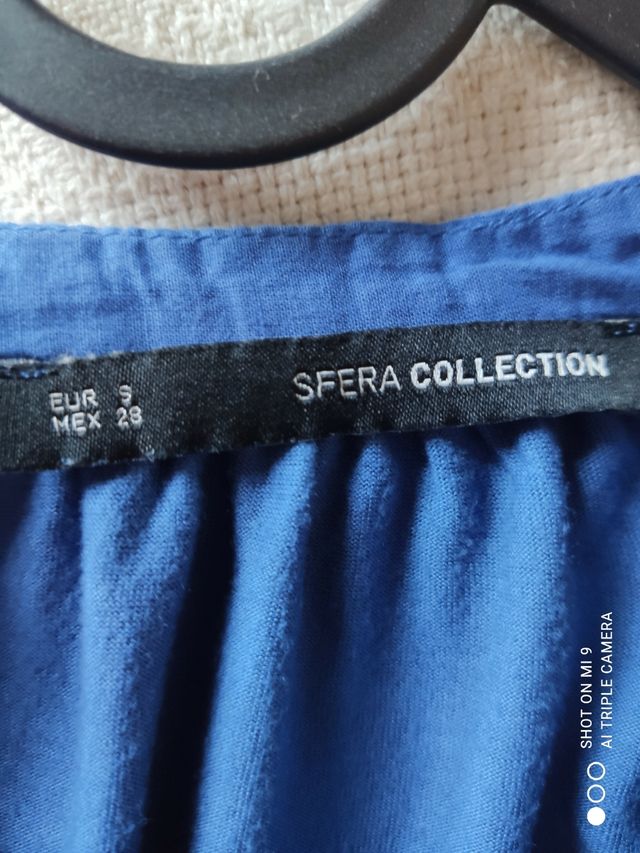 EUR S
MEX 28
SFERA COLLECTION
SHOT ON MI 9
AI TRIPLE CAMERA